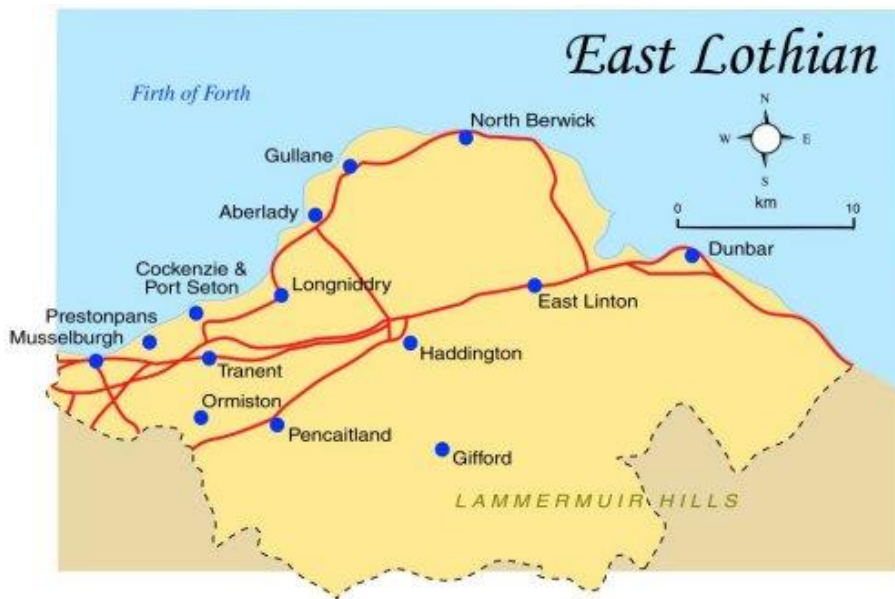 East Lothian
Firth of Forth
N
W E
S
0 10
km
North Berwick
Gullane
Aberlady
Dunbar
Cockenzie &
Port Seton
Longniddry
East Linton
Prestonpans
Musselburgh
Haddington
Tranent
Ormiston
Pencaitland
Gifford
LAMMERMUIR HILLS